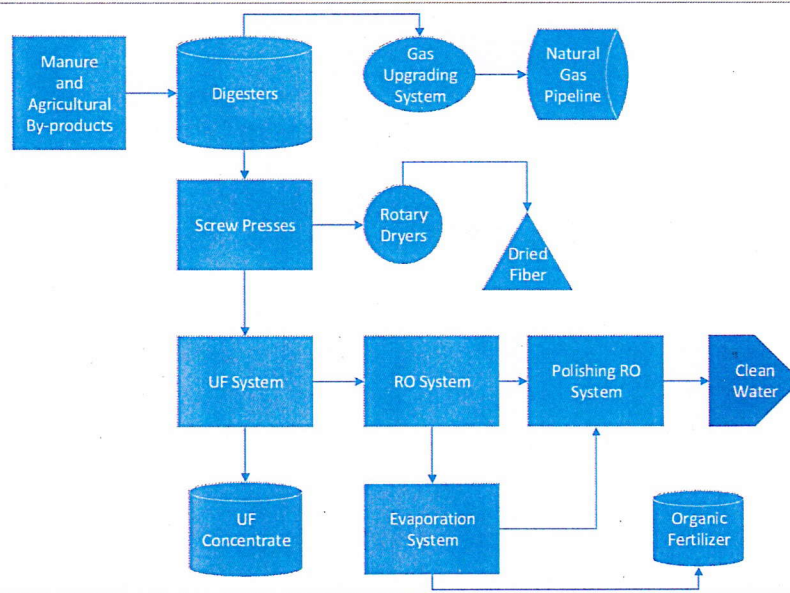 Manure
and
Agricultural
By-products
Digesters
Gas
Upgrading
System
Natural
Gas
Pipeline
Screw Presses
Rotary
Dryers
Dried
Fiber
UF System
RO System
Polishing RO
System
Clean
Water
UF
Concentrate
Evaporation
System
Organic
Fertilizer